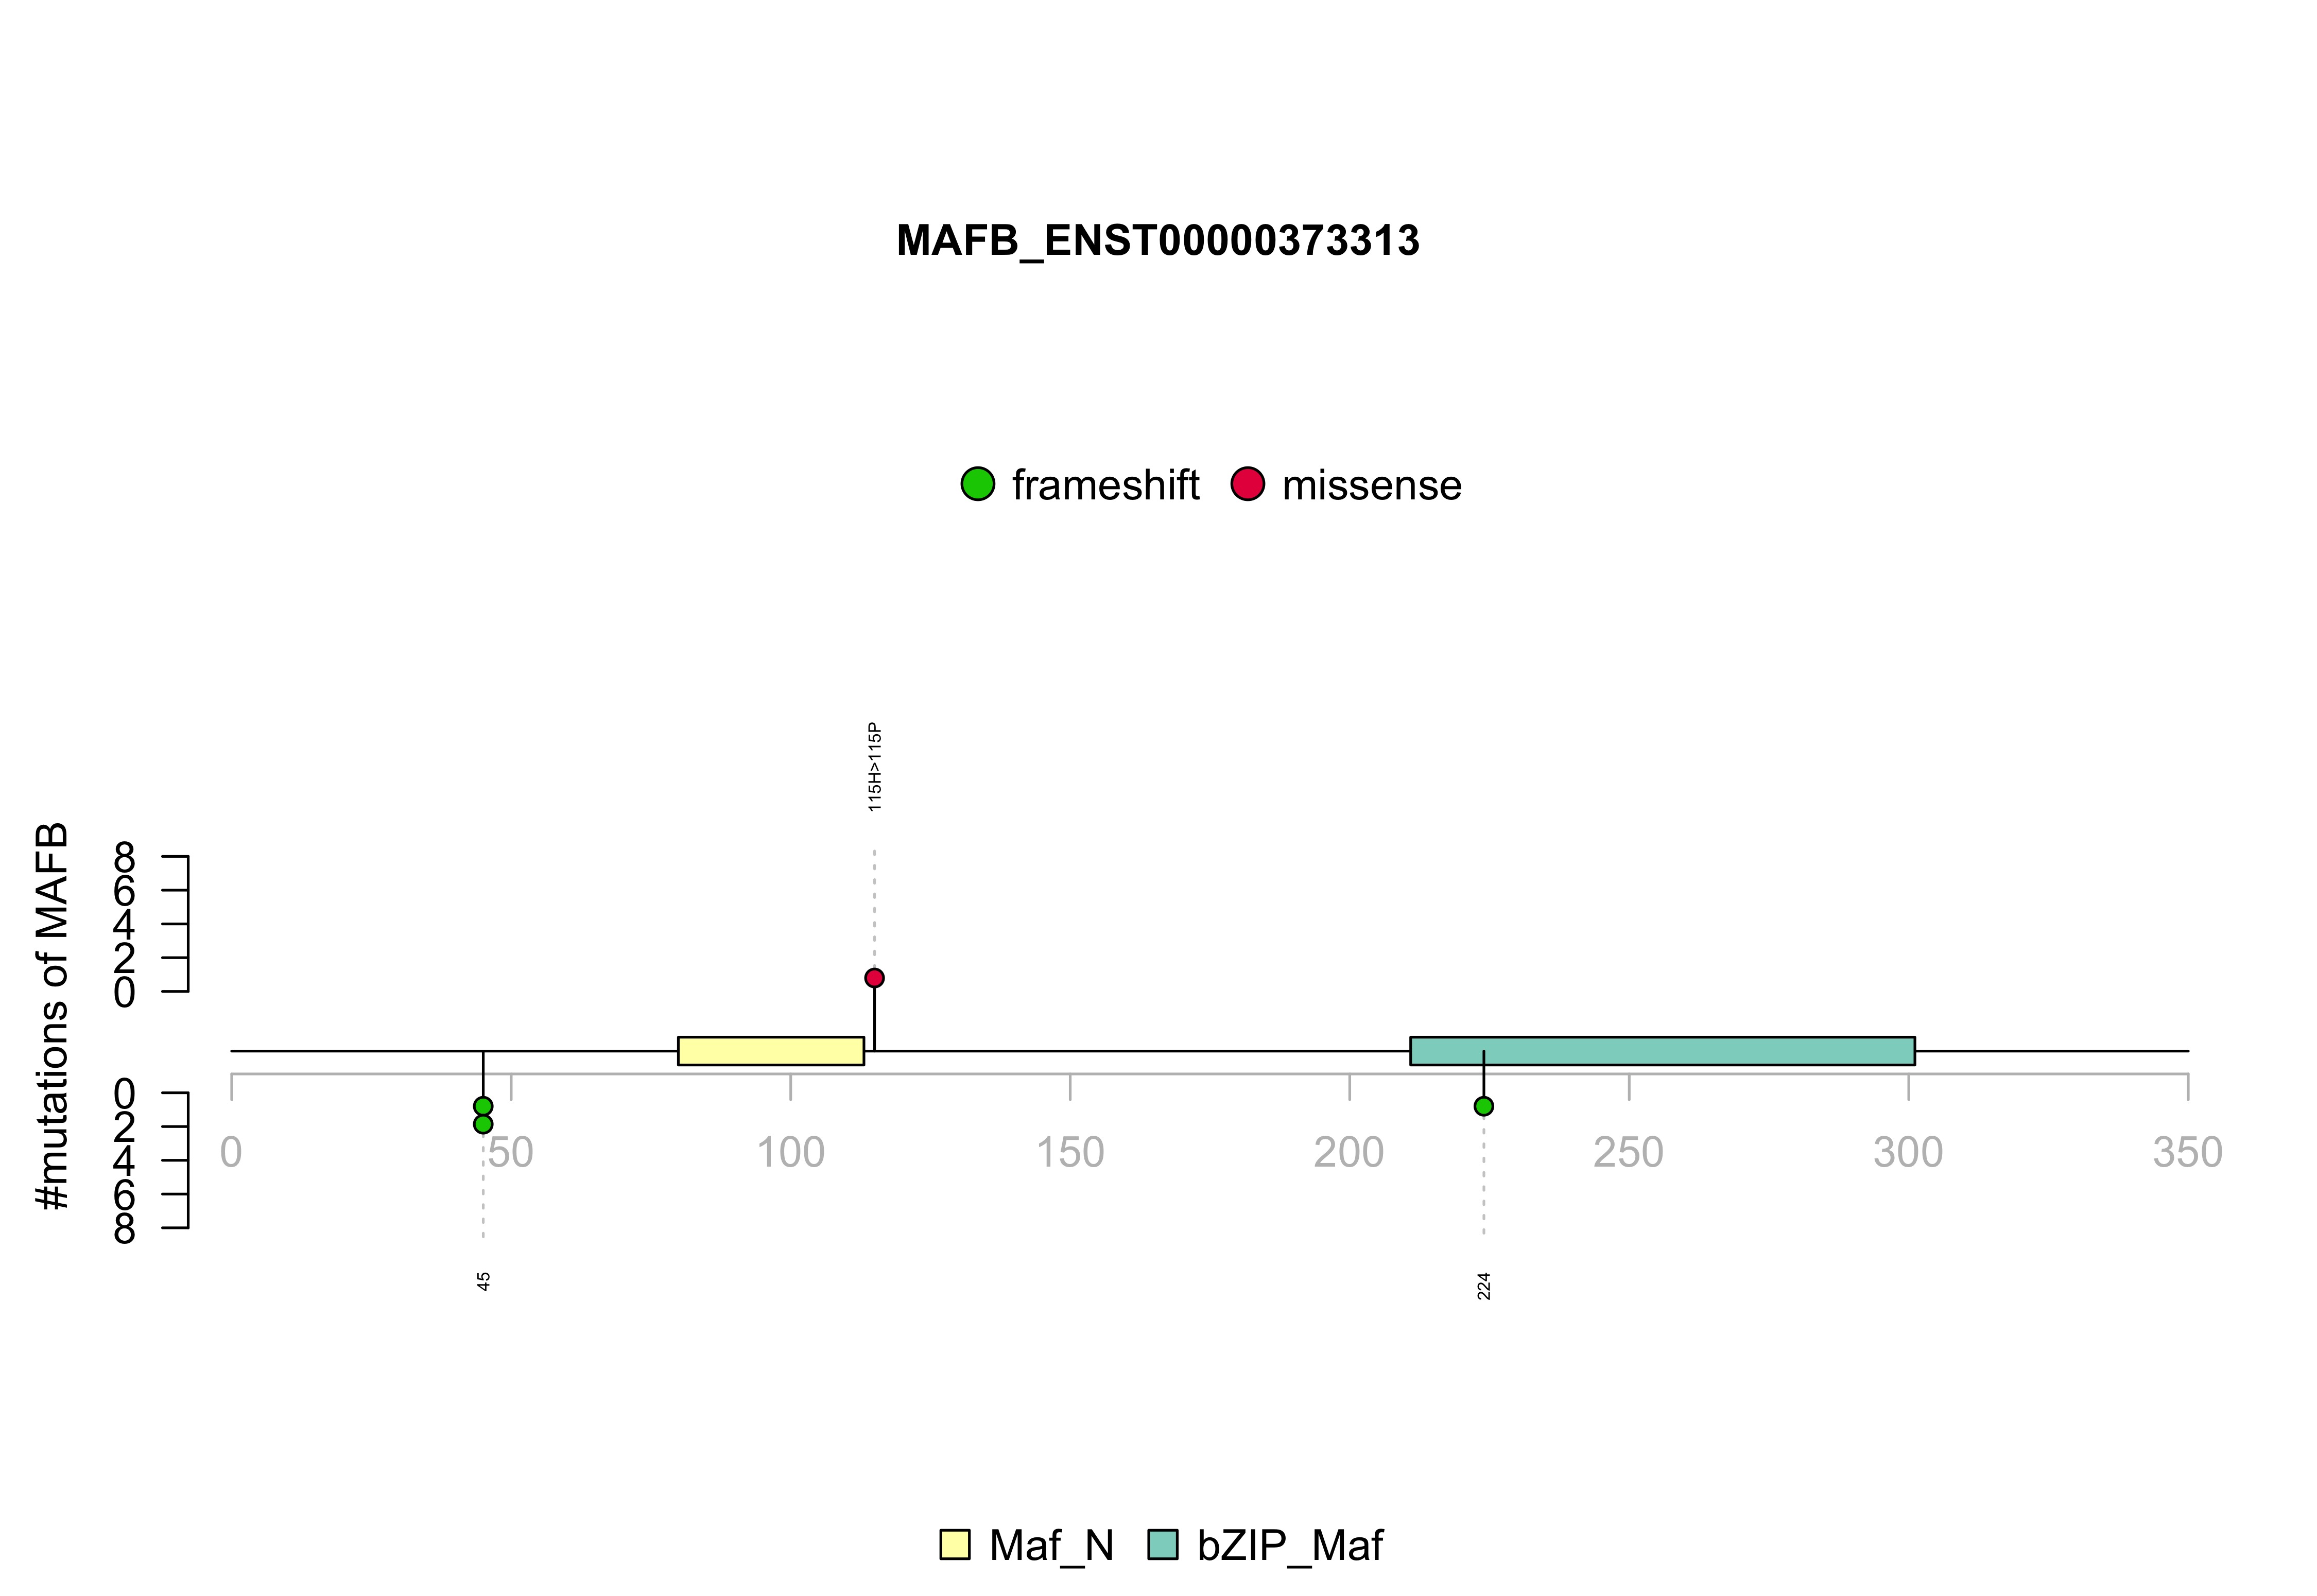 MAFB_ENST00000373313
frameshift missense
115H>115P
#mutations of MAFB
8
6
4
2
0
0
2
4
6
8
0 50 100 150 200 250 300 350
45 224
Maf_N bZIP_Maf